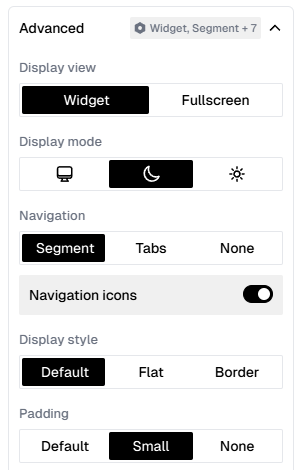 Advanced Widget, Segment + 7
Display view
Widget Fullscreen
Display mode
Navigation
Segment Tabs None
Navigation icons
Display style
Default Flat Border
Padding
Default Small None